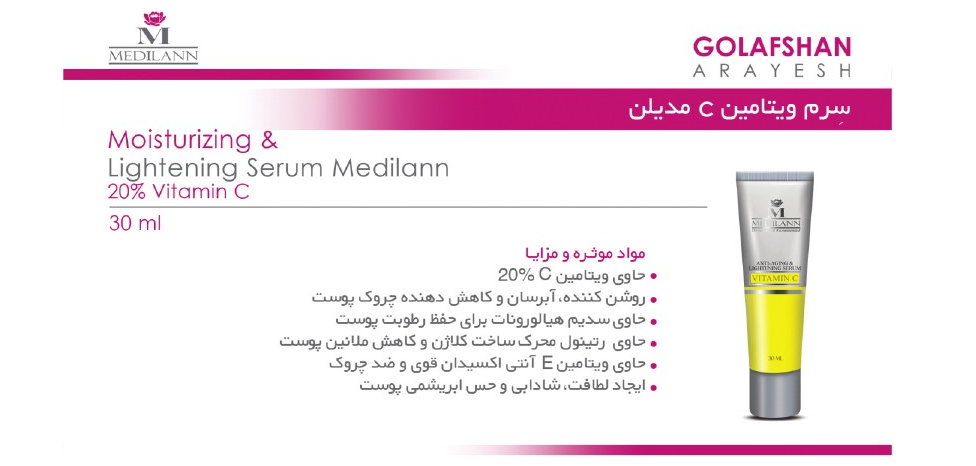 M
MEDILANN
GOLAFSHAN
ARAYESH
سِرم ویتامین C مدیلن
Moisturizing &
Lightening Serum Medilann
20% Vitamin C
30 ml
مواد موثره و مزایا
• حاوی ویتامین C 20%
• روشن کننده، آبرسان و کاهش دهنده چروک پوست
• حاوی سدیم هیالورونات برای حفظ رطوبت پوست
• حاوی رتینول محرک ساخت کلاژن و کاهش ملانین پوست
• حاوی ویتامین E آنتی اکسیدان قوی و ضد چروک
• ایجاد لطافت، شادابی و حس ابریشمی پوست
M
MEDILANN
ANTI-AGING &
LIGHTENING SERUM
VITAMIN C
30 ML